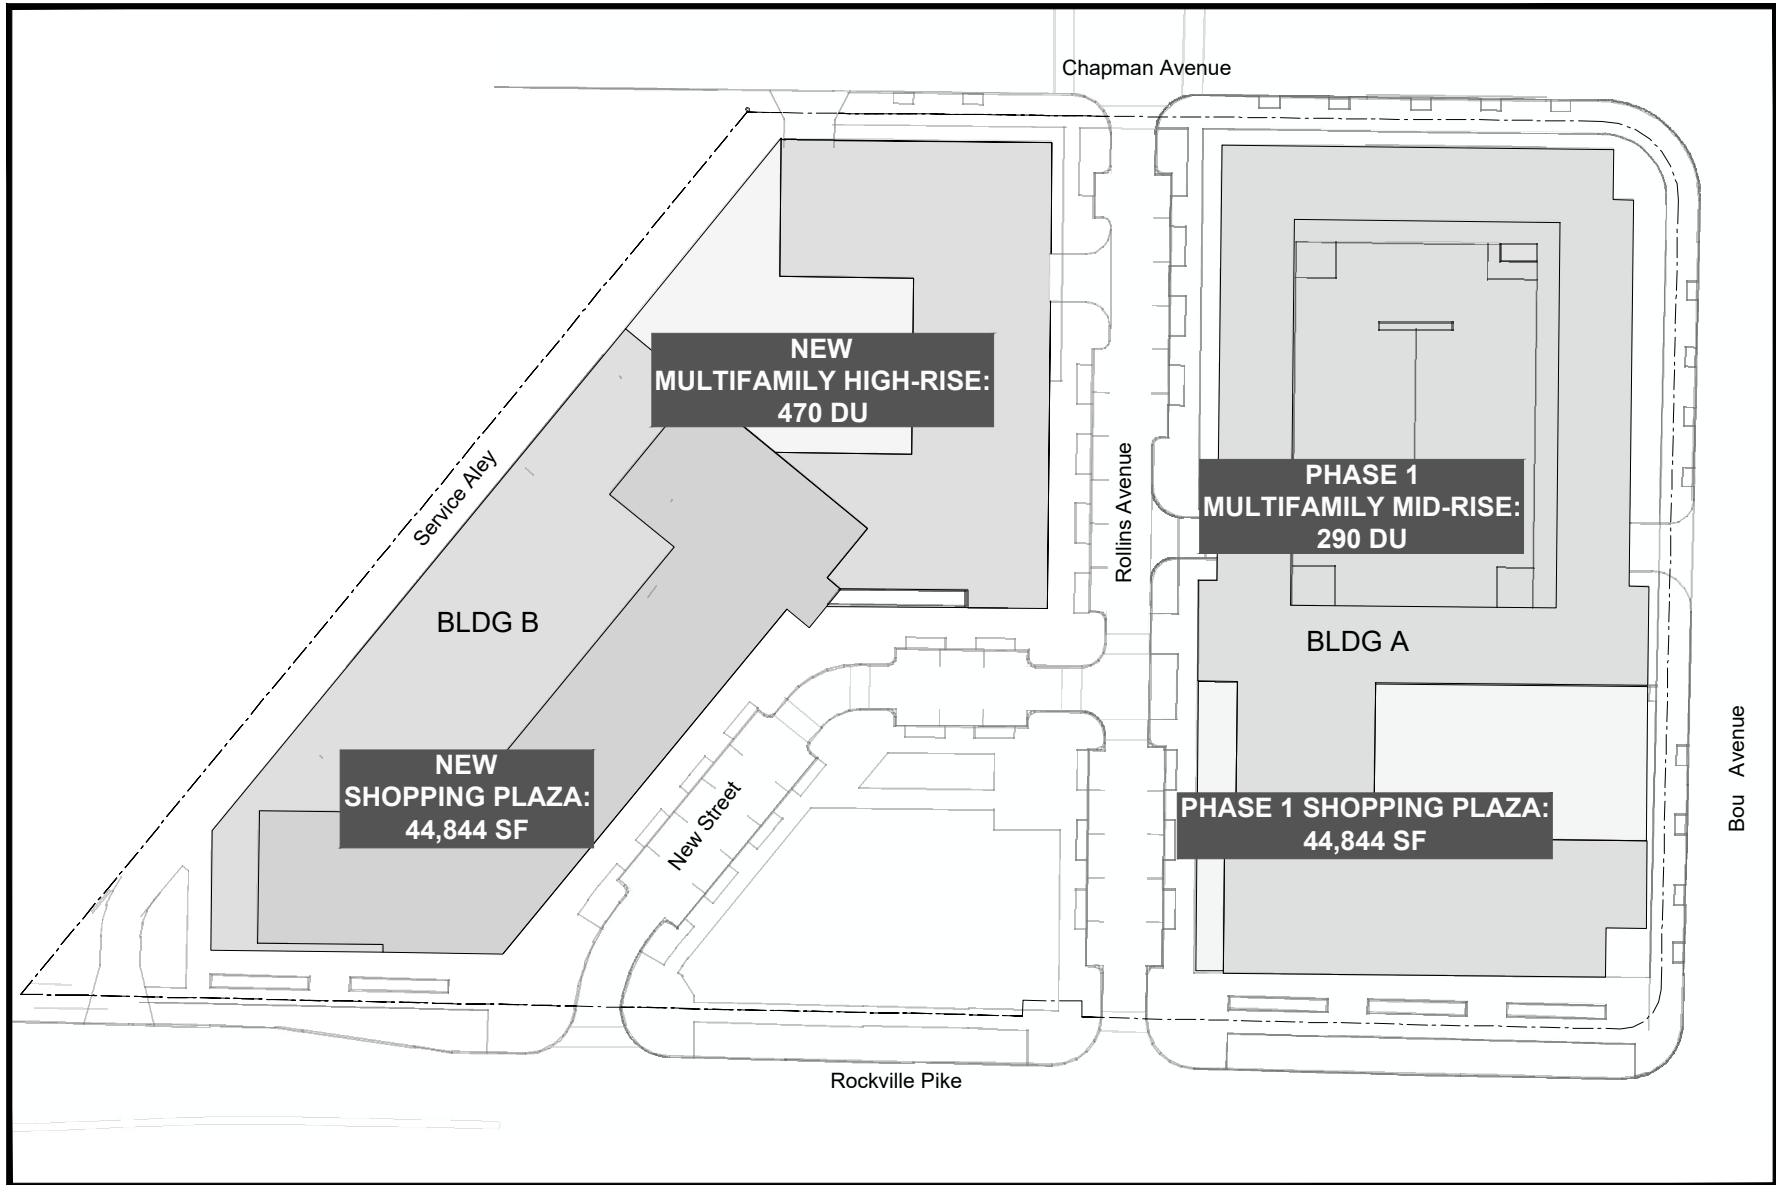 Chapman Avenue
NEW
MULTIFAMILY HIGH-RISE:
470 DU
Service Aley
Rollins Avenue
PHASE 1
MULTIFAMILY MID-RISE:
290 DU
BLDG B
BLDG A
NEW
SHOPPING PLAZA:
44,844 SF
New Street
PHASE 1 SHOPPING PLAZA:
44,844 SF
Bou Avenue
Rockville Pike